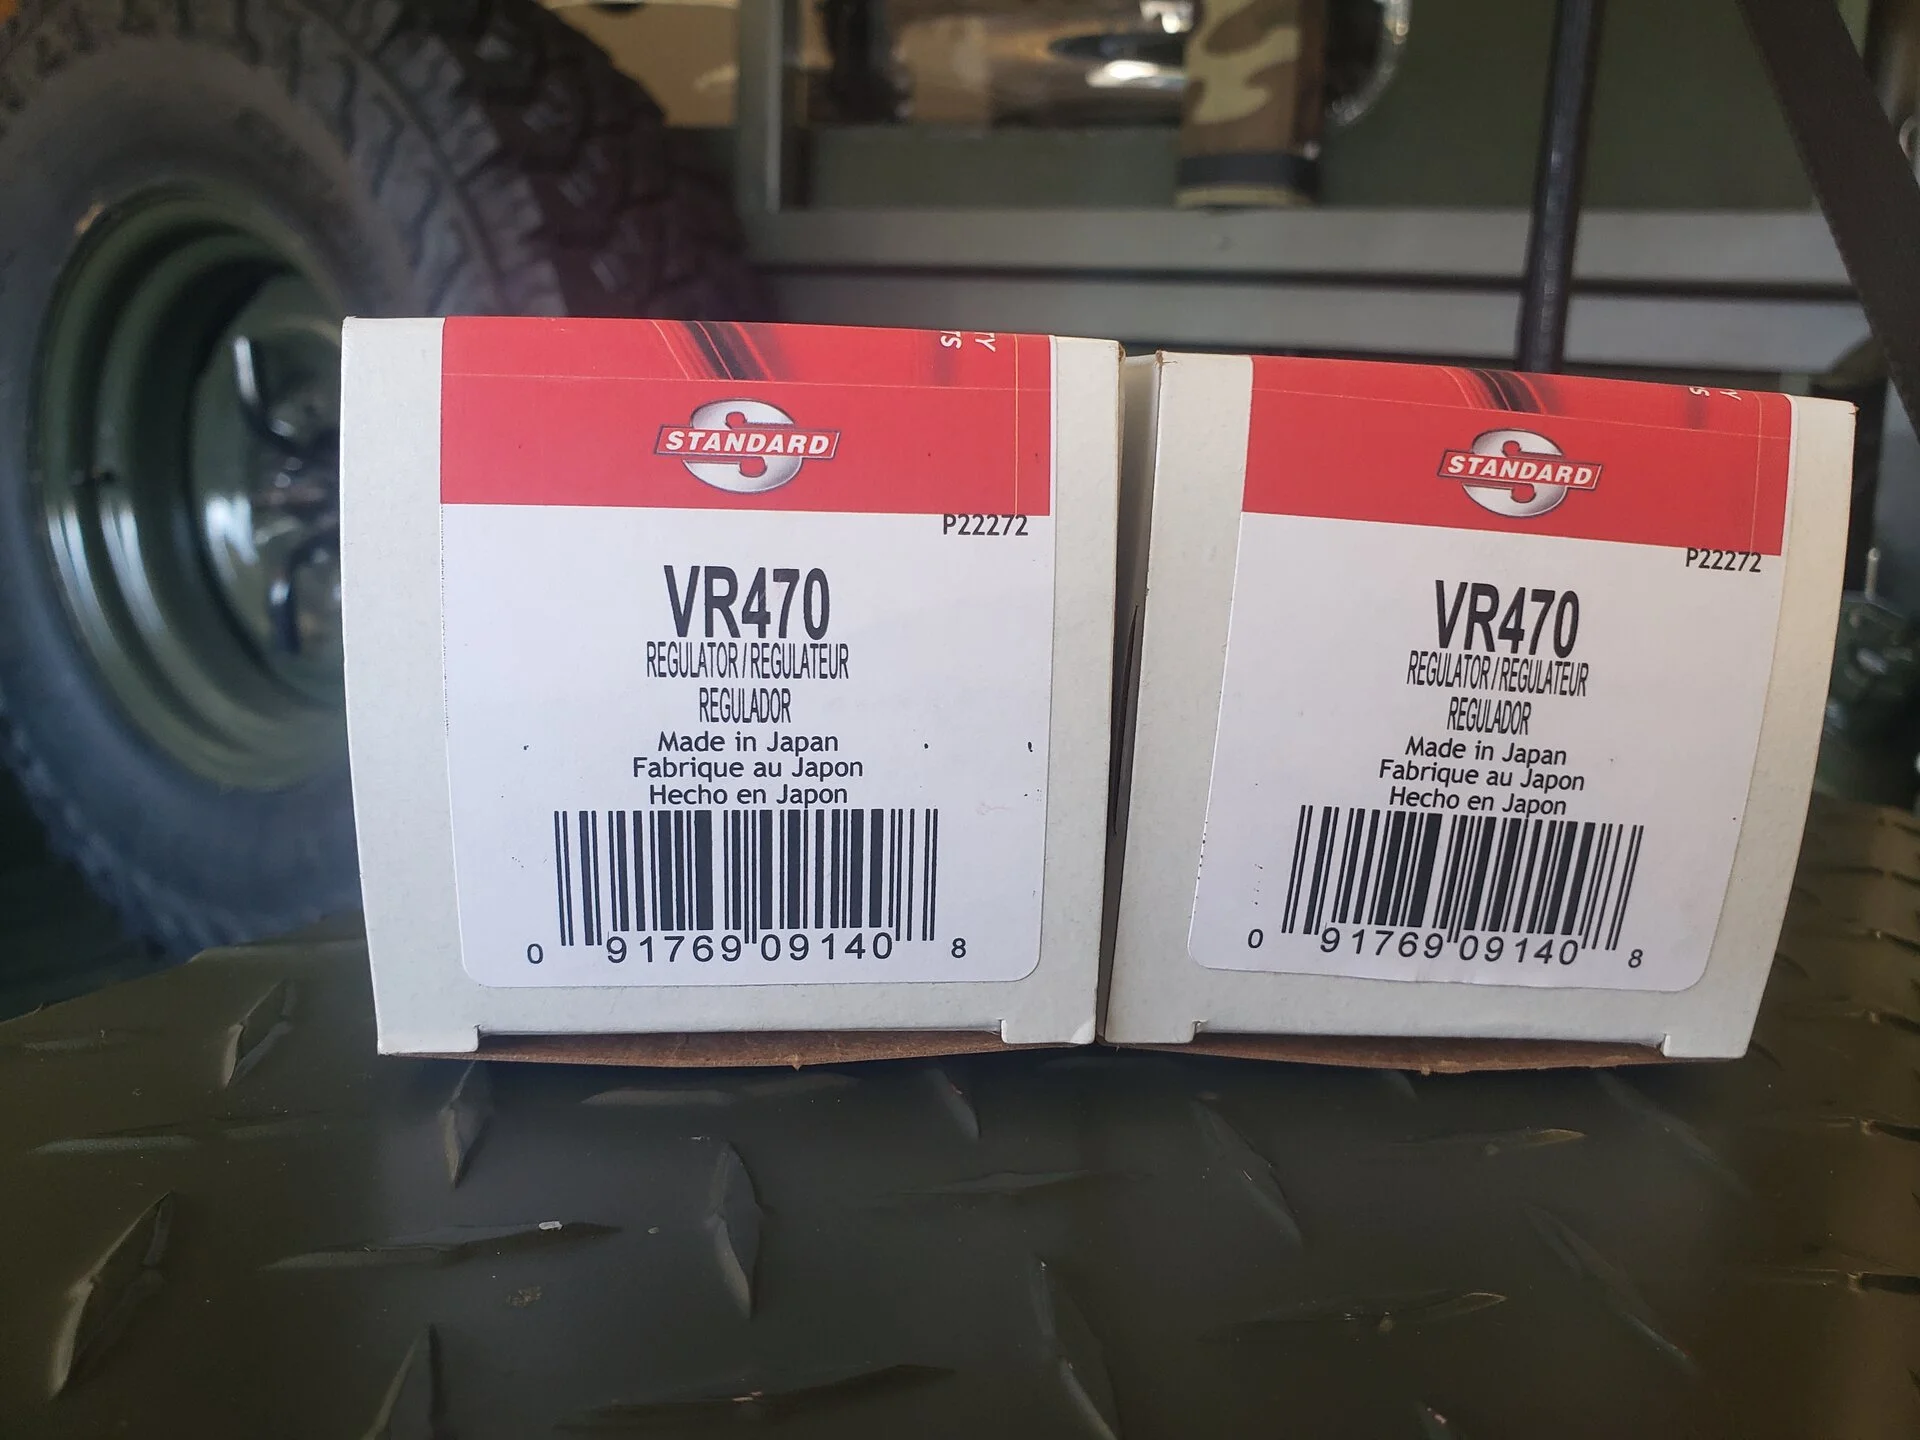 TY
TS
STANDARD
P22272
VR470
REGULATOR/REGULATEUR
REGULADOR
Made in Japan
Fabrique au Japon
Hecho en Japon
0 91769 09140 8
Y
S
STANDARD
P22272
VR470
REGULATOR/REGULATEUR
REGULADOR
Made in Japan
Fabrique au Japon
Hecho en Japon
0 91769 09140 8